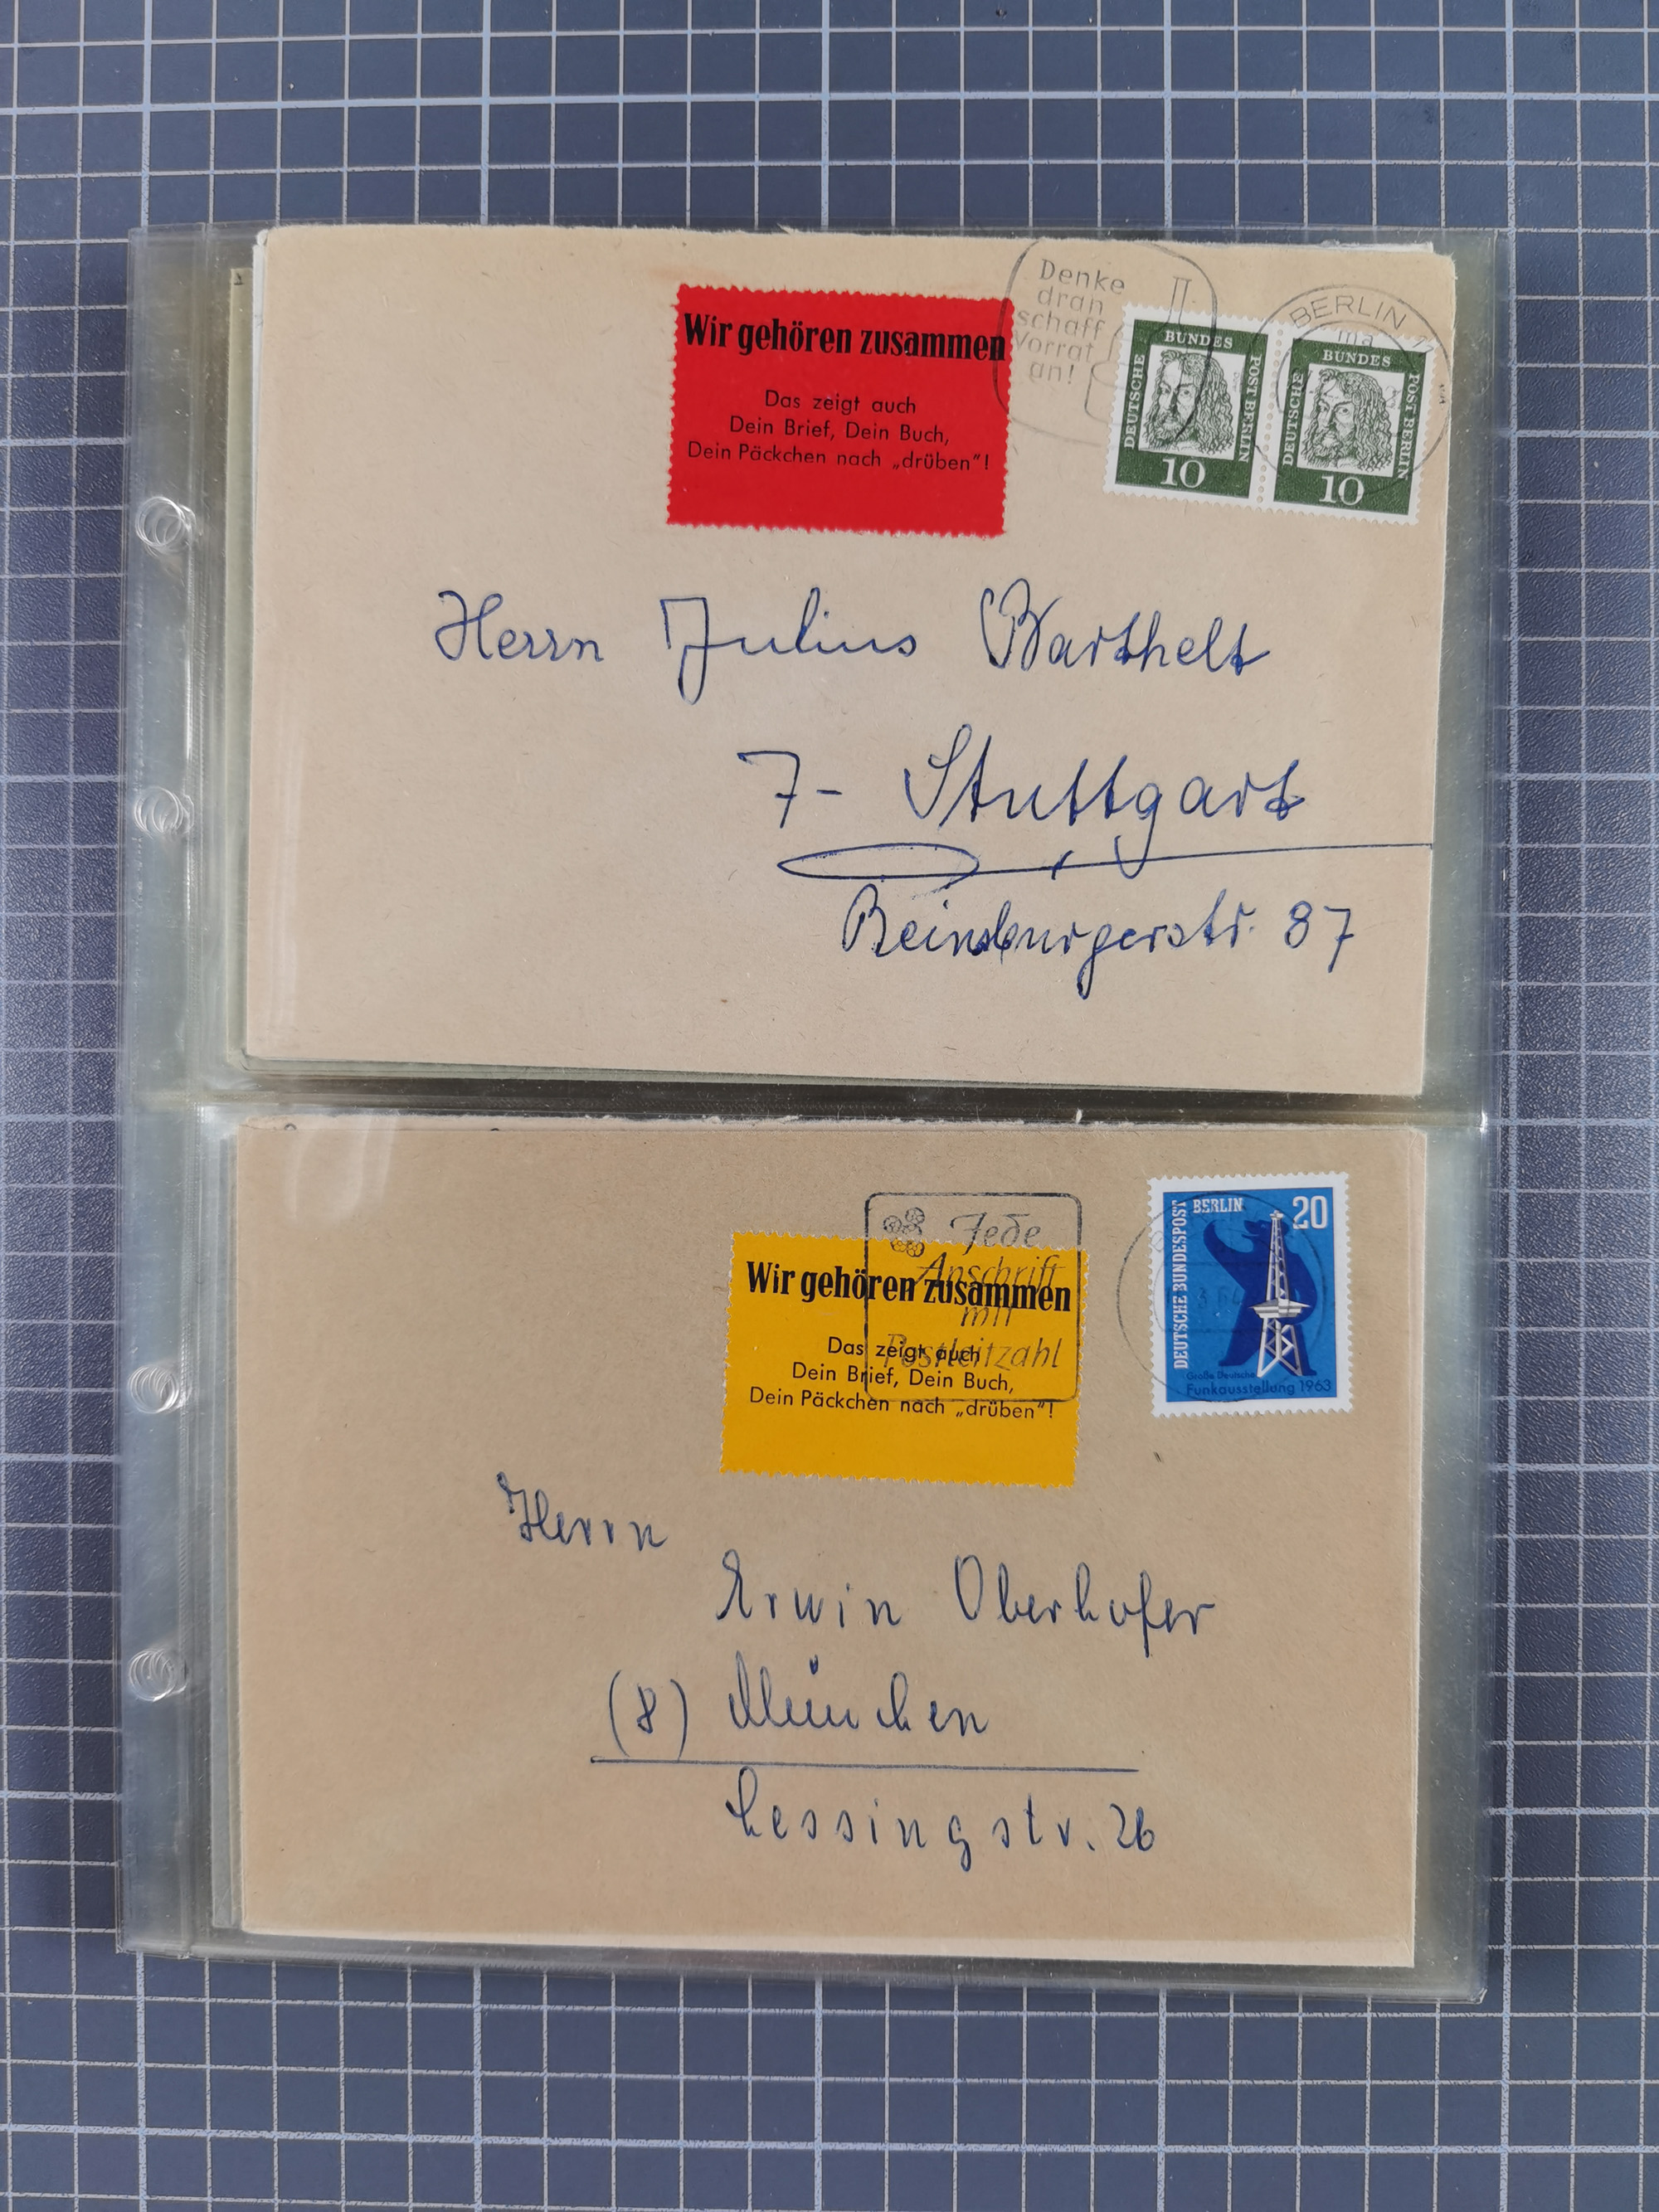 Wir gehören zusammen
Das zeigt auch
Dein Brief, Dein Buch,
Dein Päckchen nach „drüben“!
Denke
dran
schaff
Vorrat
an!
BERLIN
DEUTSCHE
BUNDES
POST BERLIN
10
DEUTSCHE
BUNDES
POST BERLIN
10
Herrn Julius Barthelt
7- Stuttgart
Reinsburgerstr. 87
Jede
Anschrift
mit
Postleitzahl
Wir gehören zusammen
Das zeigt auch
Dein Brief, Dein Buch,
Dein Päckchen nach „drüben“!
DEUTSCHE BUNDESPOST
BERLIN
20
Große Deutsche
Funkausstellung 1963
Herrn
Erwin Oberhofer
(8) München
Lessingstr. 26